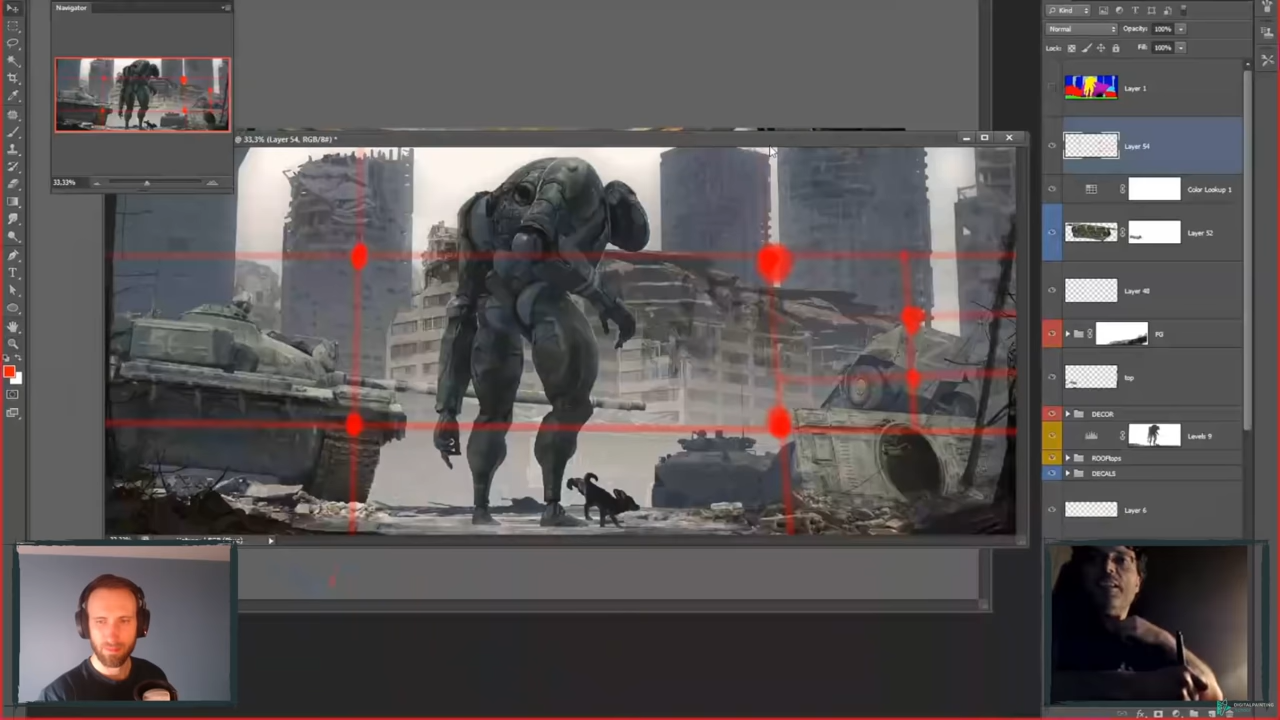 Navigator
Kind
Normal
Opacity: 100%
Lock:
Fill: 100%
Layer 1
@ 33,3% (Layer 54, RGB/8#) *
Layer 54
33.33%
Color Lookup 1
Layer 52
Layer 48
FG
top
DECOR
Levels 9
ROOftops
DECALS
Layer 6
DIGITALPAINTING